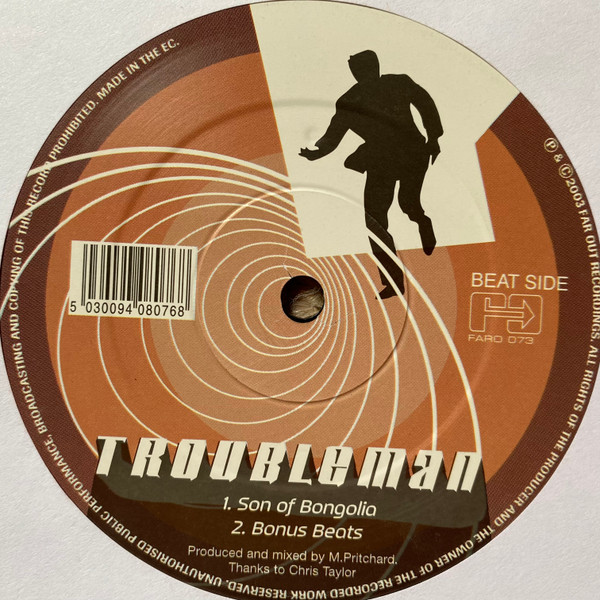 UNAUTHORISED PUBLIC PERFORMANCE, BROADCASTING AND COPYING OF THIS RECORD PROHIBITED. MADE IN THE EC.
℗ & ©2003 FAR OUT RECORDINGS. ALL RIGHTS OF THE PRODUCER AND THE OWNER OF THE RECORDED WORK RESERVED.
BEAT SIDE
FARO 073
5 030094 080768
TROUBLEMAN
1. Son of Bongolia
2. Bonus Beats
Produced and mixed by M.Pritchard.
Thanks to Chris Taylor